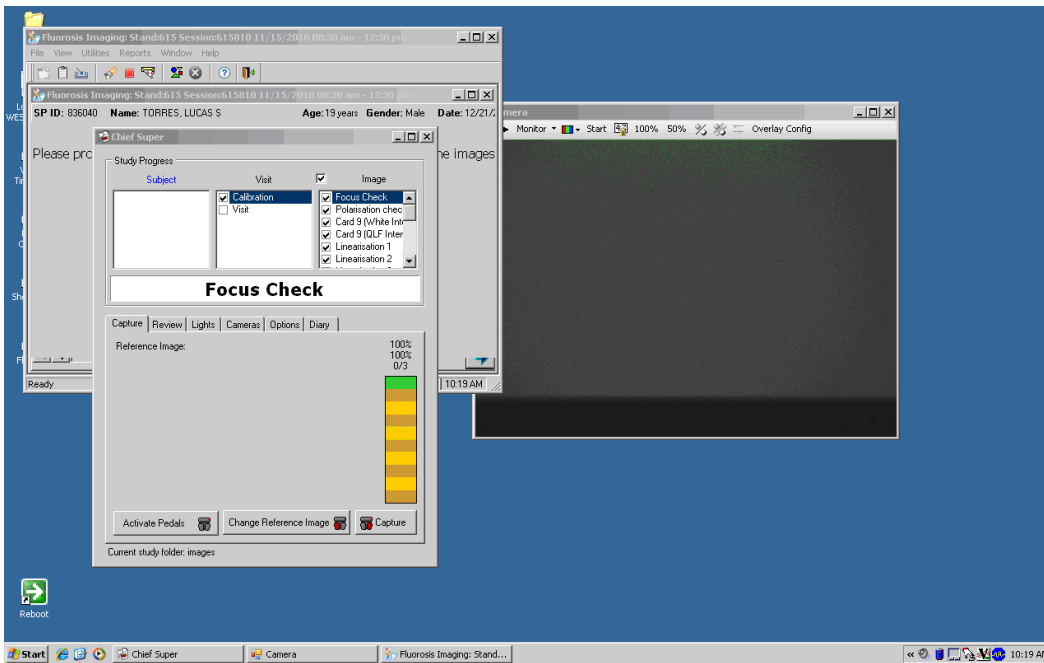 Fluorosis Imaging: Stand:615 Session:615810 11/15/2010 08:30 am - 12:30 pm
File View Utilities Reports Window Help
Fluorosis Imaging: Stand:615 Session:615810 11/15/2010 08:30 am - 12:30
SP ID: 836040 Name: TORRES, LUCAS S Age: 19 years Gender: Male Date: 12/21/
Please pro
e images
Chief Super
Study Progress
Subject Visit Image
Calibration
Visit
Focus Check
Polarisation chec
Card 9 (White Int
Card 9 (QLF Inter
Linearisation 1
Linearisation 2
Focus Check
Capture Review Lights Cameras Options Diary
Reference Image:
100%
100%
0/3
Activate Pedals Change Reference Image Capture
Current study folder: images
Ready
10:19 AM
mera
Monitor Start 100% 50% Overlay Config
Reboot
Start Chief Super Camera Fluorosis Imaging: Stand... 10:19 AM